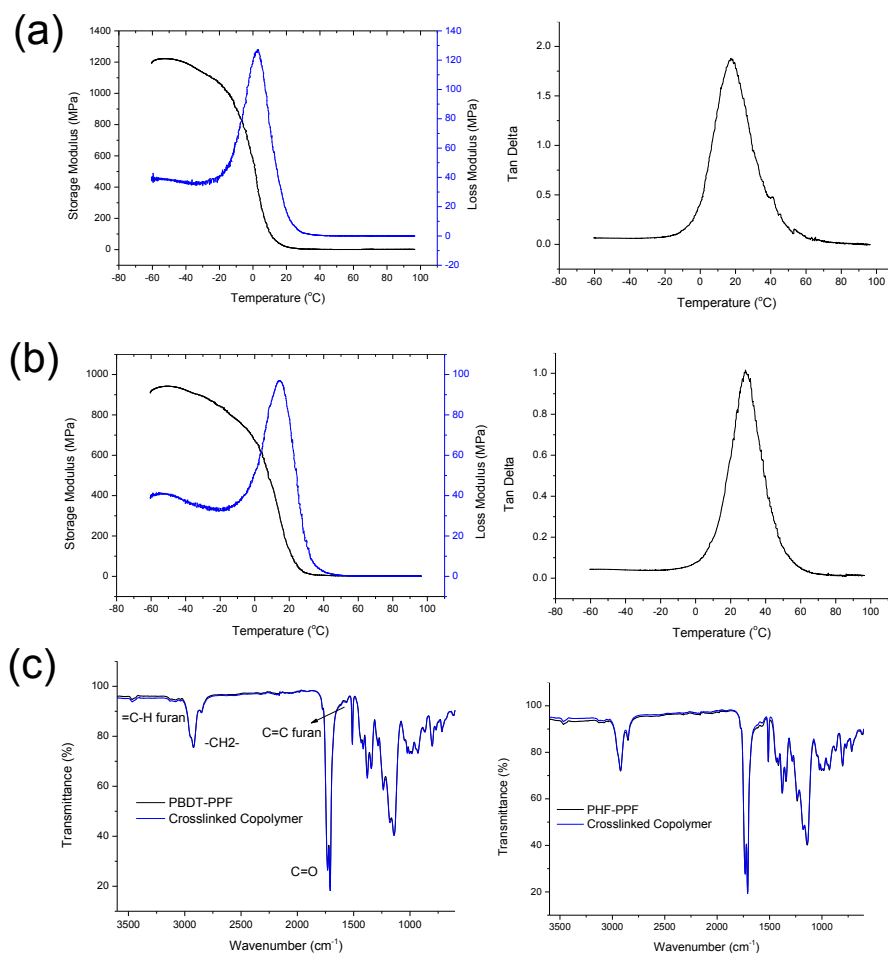 (a)
1400
1200
1000
800
600
400
200
0
Storage Modulus (MPa)
140
120
100
80
60
40
20
0
-20
Loss Modulus (MPa)
-80 -60 -40 -20 0 20 40 60 80 100
Temperature (°C)
2.0
1.5
1.0
0.5
0.0
Tan Delta
-60 -40 -20 0 20 40 60 80 100
Temperature (°C)
(b)
1000
800
600
400
200
0
Storage Modulus (MPa)
100
80
60
40
20
0
Loss Modulus (MPa)
-80 -60 -40 -20 0 20 40 60 80 100
Temperature (°C)
1.0
0.8
0.6
0.4
0.2
0.0
Tan Delta
-80 -60 -40 -20 0 20 40 60 80 100
Temperature (°C)
(c)
100
80
60
40
20
Transmittance (%)
=C-H furan
-CH2-
C=C furan
PBDT-PPF
Crosslinked Copolymer
C=O
3500 3000 2500 2000 1500 1000
Wavenumber (cm-1)
100
80
60
40
20
Transmittance (%)
PHF-PPF
Crosslinked Copolymer
3500 3000 2500 2000 1500 1000
Wavenumber (cm-1)